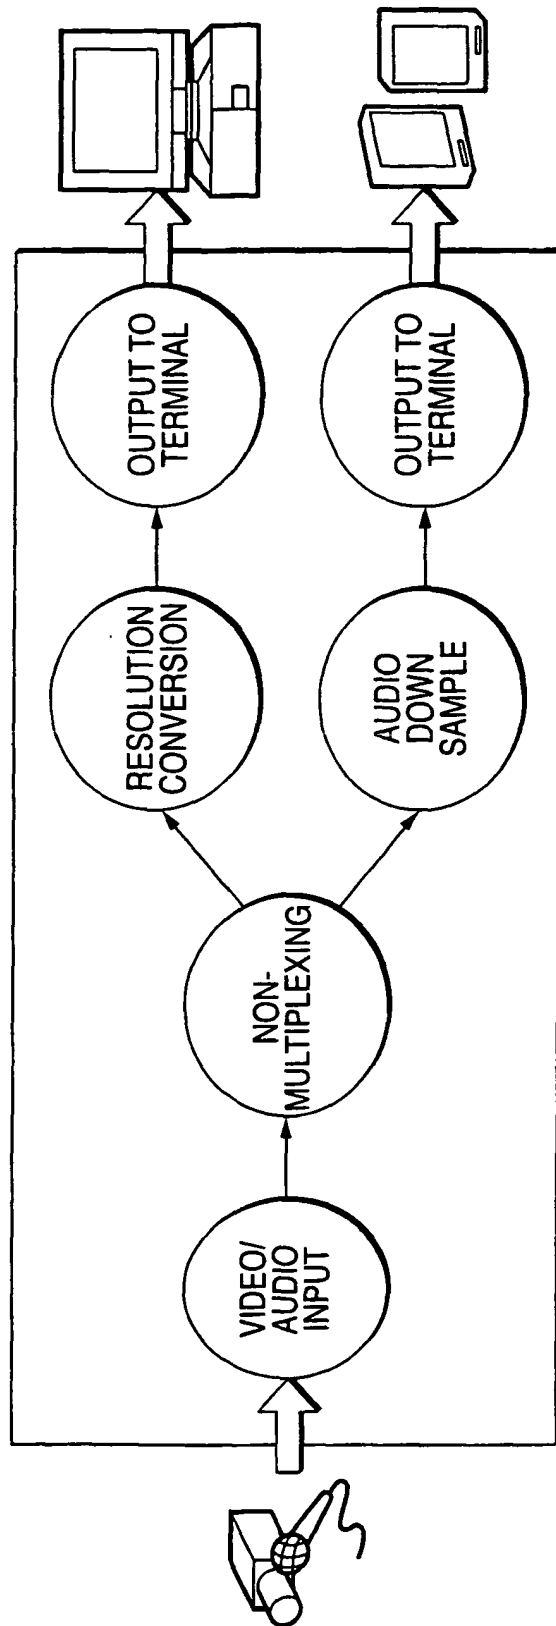 VIDEO/
AUDIO
INPUT
NON-
MULTIPLEXING
RESOLUTION
CONVERSION
OUTPUT TO
TERMINAL
AUDIO
DOWN
SAMPLE
OUTPUT TO
TERMINAL